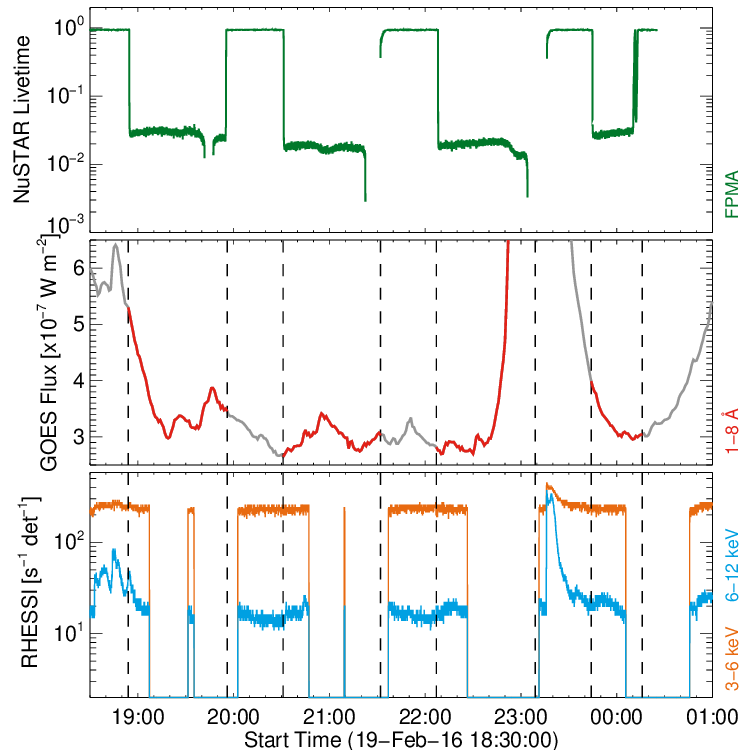 10⁰
10⁻¹
10⁻²
10⁻³
NuSTAR Livetime
FPMA
6
5
4
3
GOES Flux [x10⁻⁷ W m⁻²]
1−8 Å
10²
10¹
RHESSI [s⁻¹ det⁻¹]
3−6 keV
6−12 keV
19:00
20:00
21:00
22:00
23:00
00:00
01:00
Start Time (19−Feb−16 18:30:00)